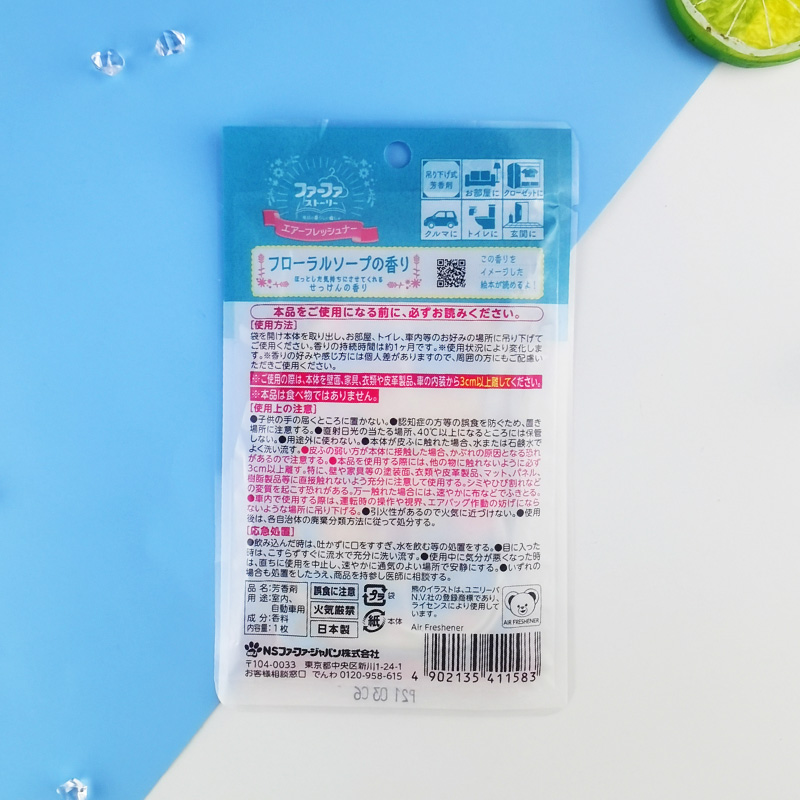 ファーファ
ストーリー
エアーフレッシュナー
吊り下げ式
芳香剤
お部屋に
クローゼットに
クルマに
トイレに
玄関に
フローラルソープの香り
ほっとした気持ちにさせてくれる
せっけんの香り
この香りを
イメージした
絵本が読めるよ!
本品をご使用になる前に、必ずお読みください。
【使用方法】
袋を開け本体を取り出し、お部屋、トイレ、車内等のお好みの場所に吊り下げて
ご使用ください。香りの持続期間は約1ヶ月です。※使用状況により変化しま
す。※香りの好みや感じ方には個人差がありますので、周囲の方にもご配慮い
ただきご使用ください。
※ご使用の際は、本体を壁面、家具、衣類や皮革製品、車の内装から3cm以上離してください。
※本品は食べ物ではありません。
【使用上の注意】
●子供の手の届くところに置かない。●認知症の方等の誤食を防ぐため、置き
場所に注意する。●直射日光の当たる場所、40℃以上になるところには保管
しない。●用途外に使わない。●本体が皮ふに触れた場合、水または石鹸水で
よく洗い流す。●皮ふの弱い方が本体に接触した場合、かぶれの原因となる恐れ
があるので注意する。●本品を使用する際には、他の物に触れないように必ず
3cm以上離す。特に、壁や家具等の塗装面、衣類や皮革製品、マット、パネル、
樹脂製品等に直接触れないよう充分に注意して使用する。シミやひび割れなど
の変質を起こす恐れがある。万一触れた場合には、速やかに布などでふきとる。
●車内で使用する際は、運転時の操作や視界、エアバッグ作動の妨げになら
ないような場所に吊り下げる。●引火性があるので火気に近づけない。●使用
後は、各自治体の廃棄分類方法に従って処分する。
【応急処置】
●飲み込んだ時は、吐かずに口をすすぎ、水を飲む等の処置をする。●目に入った
時は、こすらずすぐに流水で充分に洗い流す。●使用中に気分が悪くなった時
は、直ちに使用を中止し、速やかに通気のよい場所で安静にする。●いずれの
場合も処置をしたうえ、商品を持参し医師に相談する。
品 名:芳香剤
用 途:室内、
自動車用
成 分:香料
内容量:1枚
誤食に注意
火気厳禁
日本製
プラ
袋
紙
本体
熊のイラストは、ユニリーバ
N.V.社の登録商標であり、
ライセンスにより使用して
います。
Air Freshener
AIR FRESHENER
NSファーファ・ジャパン株式会社
〒104-0033 東京都中央区新川1-24-1
お客様相談窓口 でんわ 0120-958-615
4 902135 411583
P21 03 C6